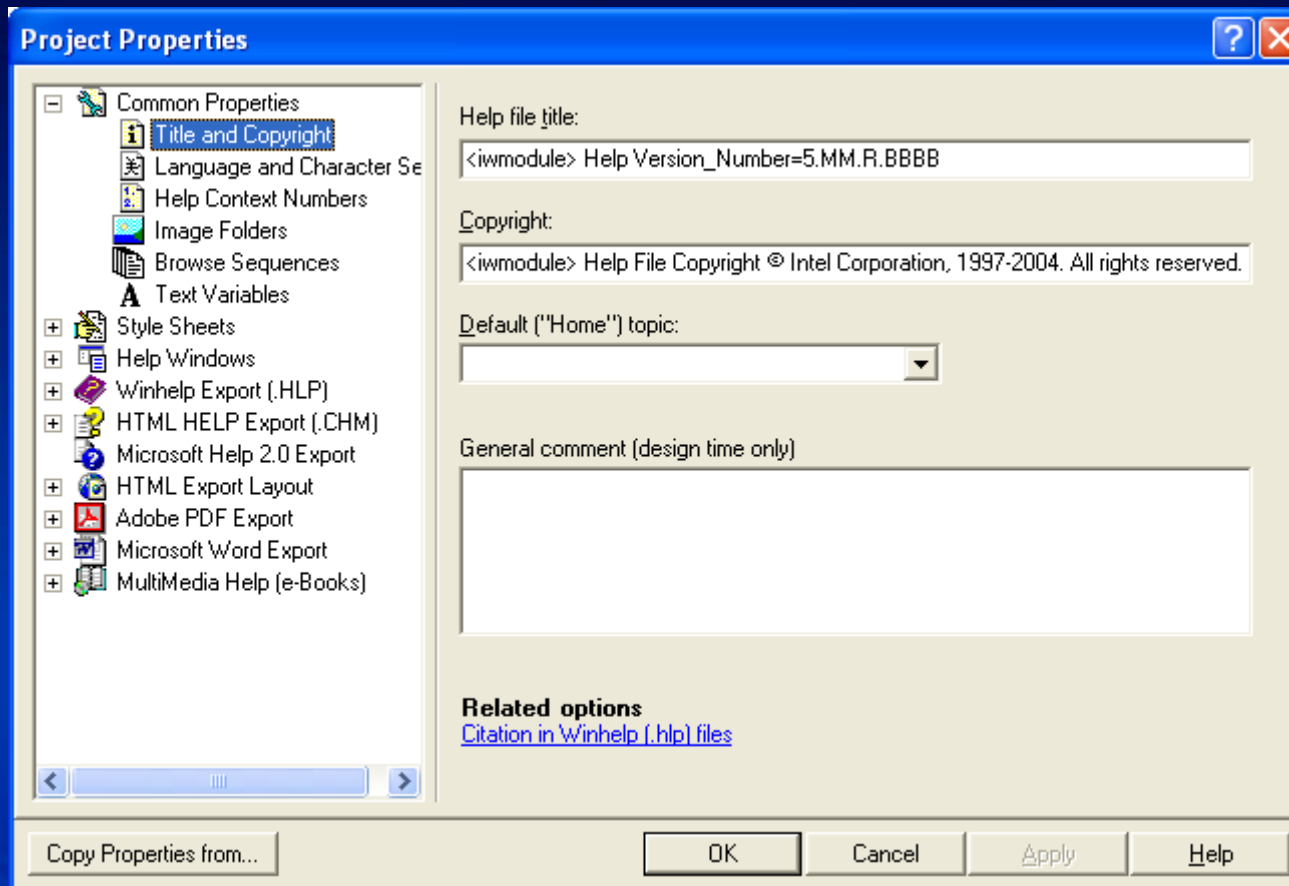 Project Properties
Common Properties
Title and Copyright
Language and Character Se
Help Context Numbers
Image Folders
Browse Sequences
Text Variables
Style Sheets
Help Windows
Winhelp Export (.HLP)
HTML HELP Export (.CHM)
Microsoft Help 2.0 Export
HTML Export Layout
Adobe PDF Export
Microsoft Word Export
MultiMedia Help (e-Books)
Help file title:
<iwmodule> Help Version_Number=5.MM.R.BBBB
Copyright:
<iwmodule> Help File Copyright © Intel Corporation, 1997-2004. All rights reserved.
Default ("Home") topic:
General comment (design time only)
Related options
Citation in Winhelp (.hlp) files
Copy Properties from...
OK
Cancel
Apply
Help